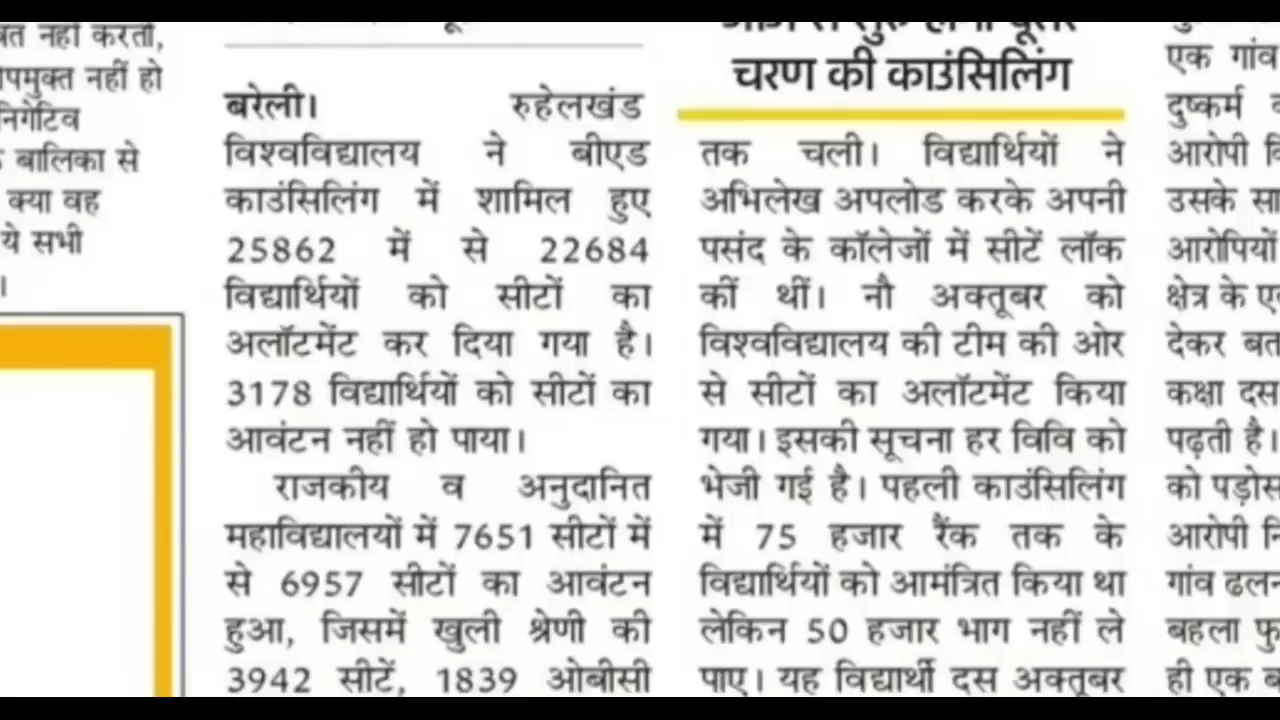 नहीं करती,
नहीं हो
निगेटिव
बालिका से
क्या वह
ये सभी
।
बरेली। रुहेलखंड
विश्वविद्यालय ने बीएड
काउंसिलिंग में शामिल हुए
25862 में से 22684
विद्यार्थियों को सीटों का
अलॉटमेंट कर दिया गया है।
3178 विद्यार्थियों को सीटों का
आवंटन नहीं हो पाया।
राजकीय व अनुदानित
महाविद्यालयों में 7651 सीटों में
से 6957 सीटों का आवंटन
हुआ, जिसमें खुली श्रेणी की
3942 सीटें, 1839 ओबीसी
चरण की काउंसिलिंग
तक चली। विद्यार्थियों ने
अभिलेख अपलोड करके अपनी
पसंद के कॉलेजों में सीटें लॉक
कीं थीं। नौ अक्तूबर को
विश्वविद्यालय की टीम की ओर
से सीटों का अलॉटमेंट किया
गया। इसकी सूचना हर विवि को
भेजी गई है। पहली काउंसिलिंग
में 75 हजार रैंक तक के
विद्यार्थियों को आमंत्रित किया था
लेकिन 50 हजार भाग नहीं ले
पाए। यह विद्यार्थी दस अक्तूबर
एक गांव
दुष्कर्म
आरोपी
उसके
आरोपियों
क्षेत्र के
देकर
कक्षा दस
पढ़ती है।
को
आरोपी
गांव
बहला
ही एक